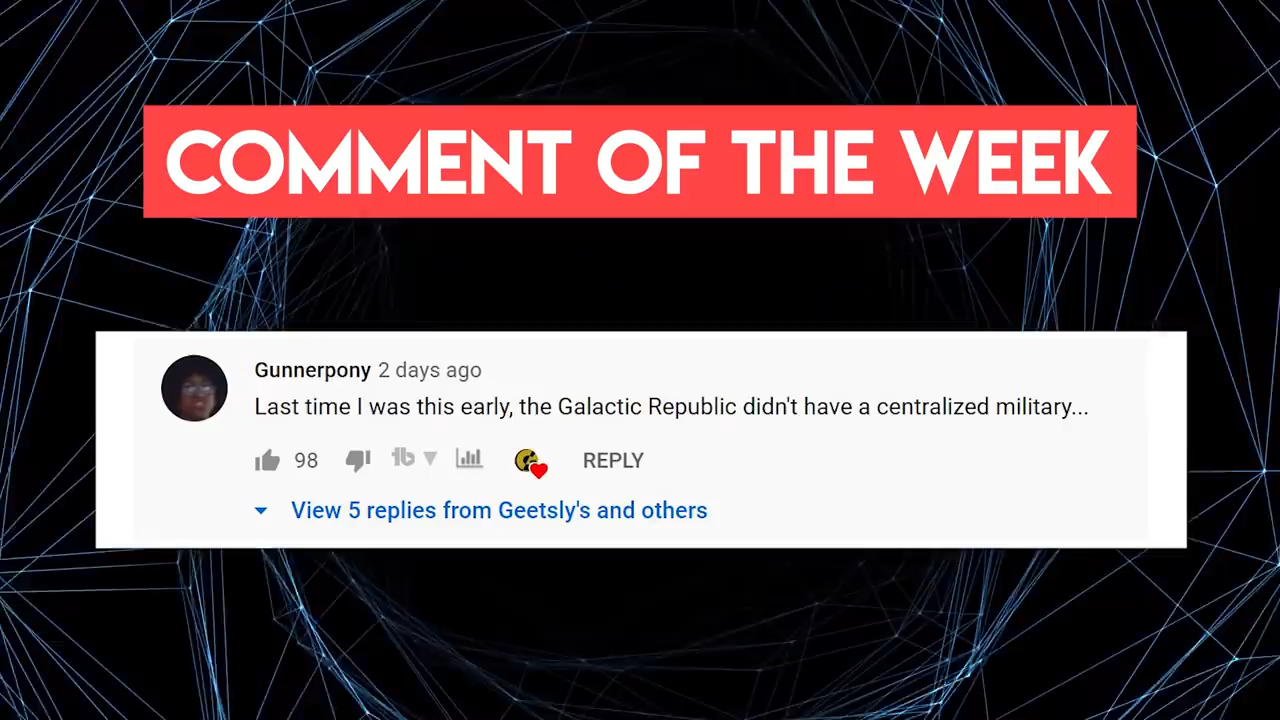 COMMENT OF THE WEEK
Gunnerpony 2 days ago
Last time I was this early, the Galactic Republic didn't have a centralized military...
98 tb REPLY
View 5 replies from Geetsly's and others